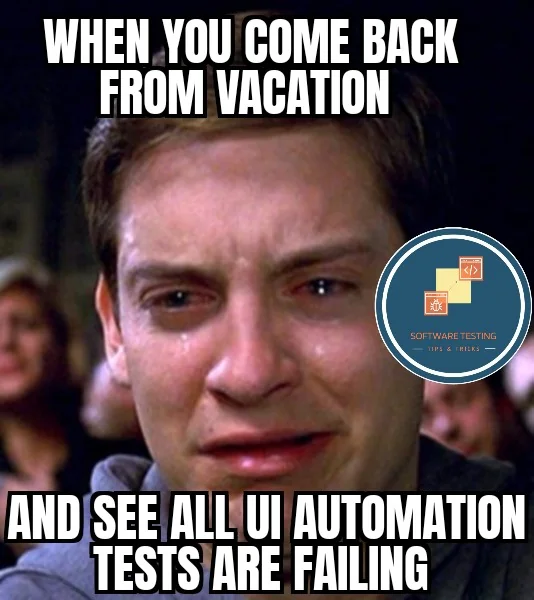 WHEN YOU COME BACK
FROM VACATION
</>
SOFTWARE TESTING
TIPS & TRICKS
AND SEE ALL UI AUTOMATION
TESTS ARE FAILING